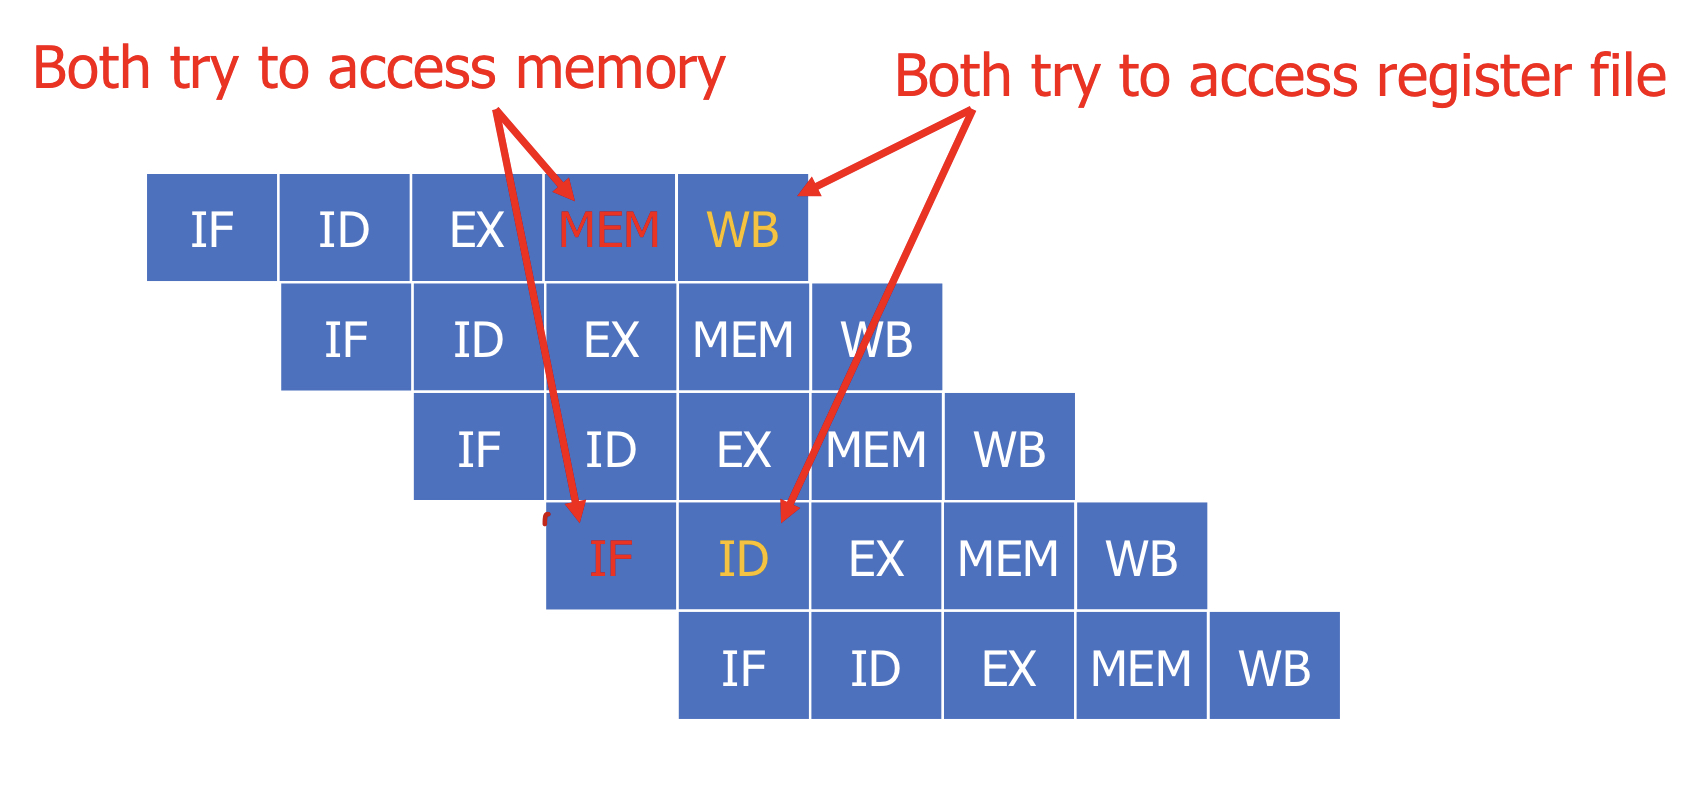 Both try to access memory
Both try to access register file
IF ID EX MEM WB
IF ID EX MEM WB
IF ID EX MEM WB
IF ID EX MEM WB
IF ID EX MEM WB